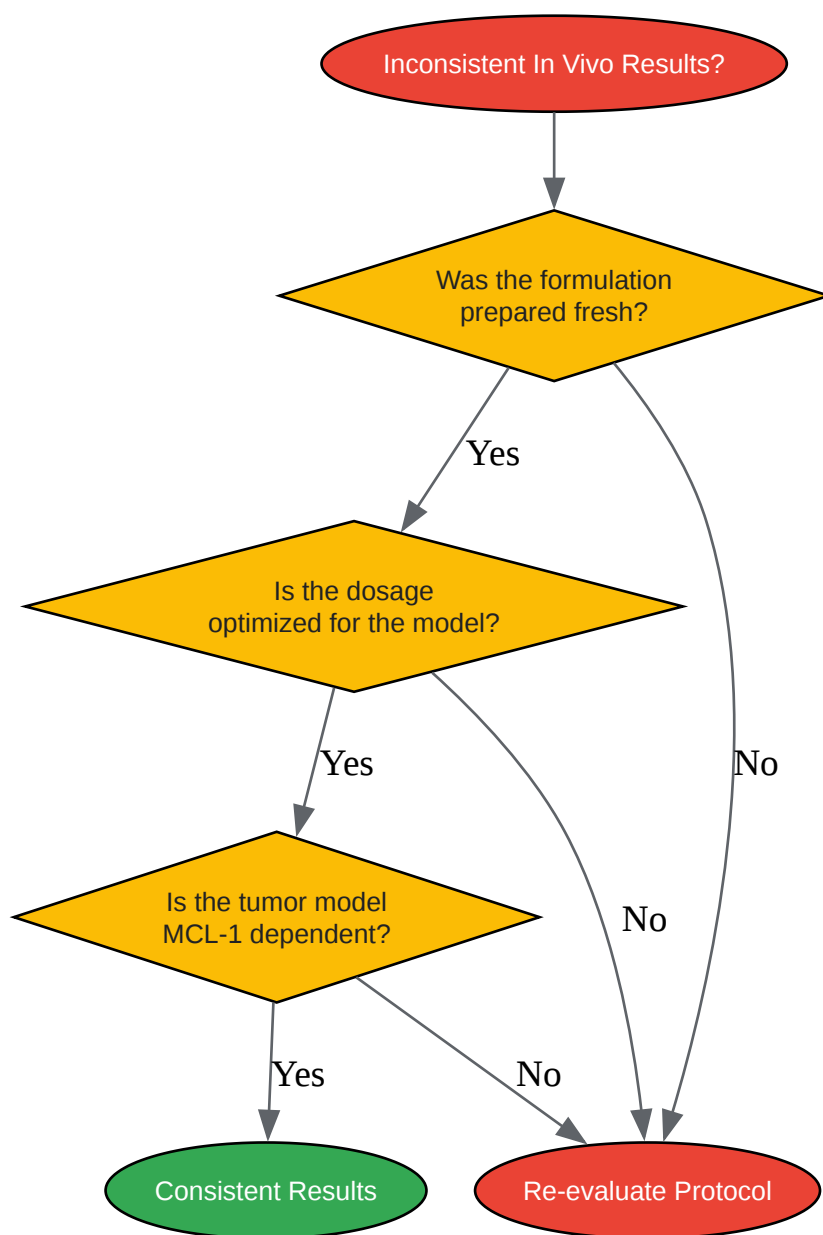 Inconsistent In Vivo Results?
Was the formulation
prepared fresh?
Yes
Is the dosage
optimized for the model?
Yes
No
Is the tumor model
MCL-1 dependent?
No
Yes
No
Consistent Results
Re-evaluate Protocol